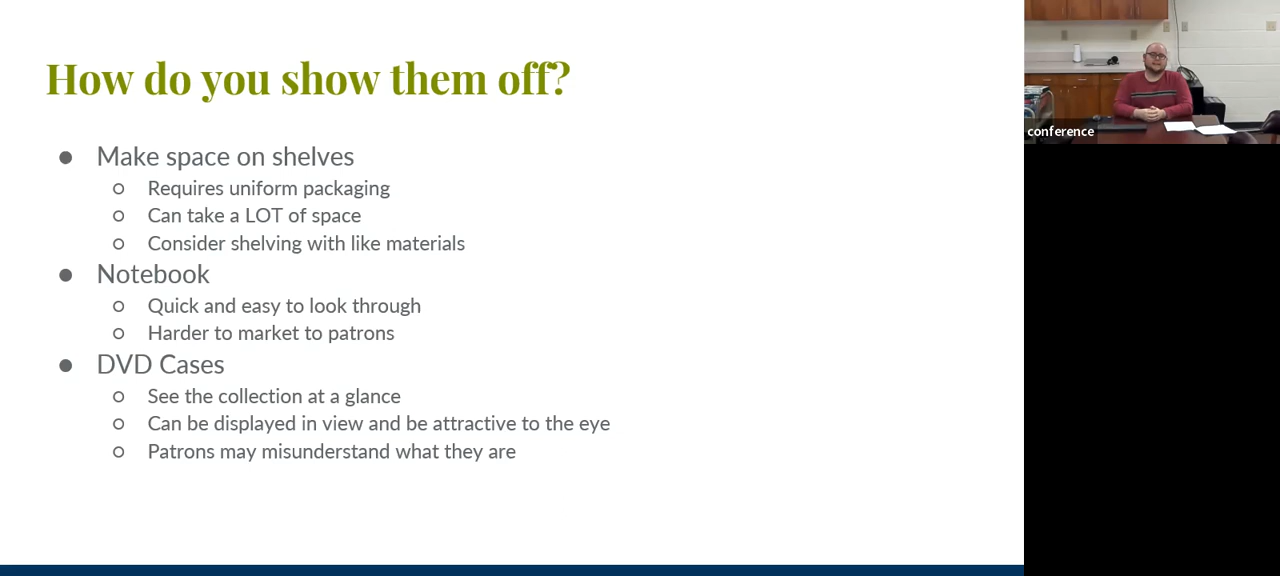 How do you show them off?
● Make space on shelves
○ Requires uniform packaging
○ Can take a LOT of space
○ Consider shelving with like materials
● Notebook
○ Quick and easy to look through
○ Harder to market to patrons
● DVD Cases
○ See the collection at a glance
○ Can be displayed in view and be attractive to the eye
○ Patrons may misunderstand what they are
conference